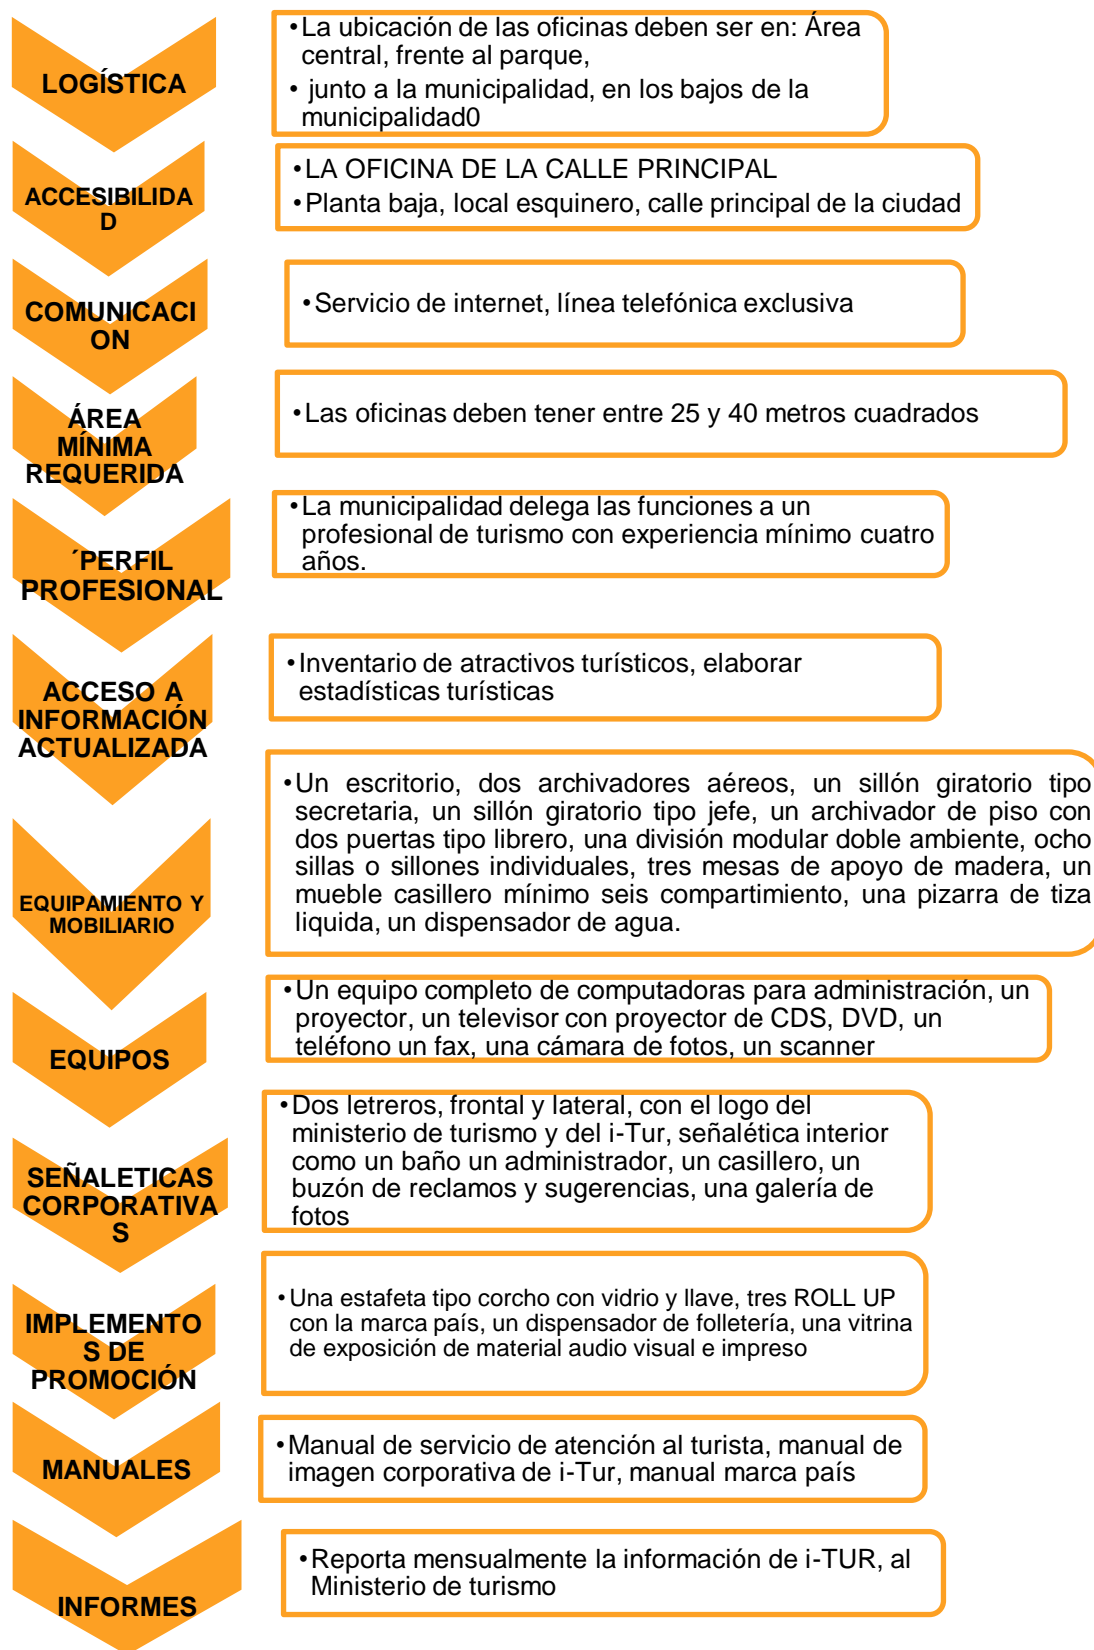 LOGÍSTICA
•La ubicación de las oficinas deben ser en: Área
central, frente al parque,
• junto a la municipalidad, en los bajos de la
municipalidad0
ACCESIBILIDA
D
•LA OFICINA DE LA CALLE PRINCIPAL
•Planta baja, local esquinero, calle principal de la ciudad
COMUNICACI
ON
•Servicio de internet, línea telefónica exclusiva
ÁREA
MÍNIMA
REQUERIDA
•Las oficinas deben tener entre 25 y 40 metros cuadrados
´PERFIL
PROFESIONAL
•La municipalidad delega las funciones a un
profesional de turismo con experiencia mínimo cuatro
años.
ACCESO A
INFORMACIÓN
ACTUALIZADA
•Inventario de atractivos turísticos, elaborar
estadísticas turísticas
EQUIPAMIENTO Y
MOBILIARIO
•Un escritorio, dos archivadores aéreos, un sillón giratorio tipo
secretaria, un sillón giratorio tipo jefe, un archivador de piso con
dos puertas tipo librero, una división modular doble ambiente, ocho
sillas o sillones individuales, tres mesas de apoyo de madera, un
mueble casillero mínimo seis compartimiento, una pizarra de tiza
liquida, un dispensador de agua.
EQUIPOS
•Un equipo completo de computadoras para administración, un
proyector, un televisor con proyector de CDS, DVD, un
teléfono un fax, una cámara de fotos, un scanner
SEÑALETICAS
CORPORATIVA
S
•Dos letreros, frontal y lateral, con el logo del
ministerio de turismo y del i-Tur, señalética interior
como un baño un administrador, un casillero, un
buzón de reclamos y sugerencias, una galería de
fotos
IMPLEMENTO
S DE
PROMOCIÓN
•Una estafeta tipo corcho con vidrio y llave, tres ROLL UP
con la marca país, un dispensador de folletería, una vitrina
de exposición de material audio visual e impreso
MANUALES
•Manual de servicio de atención al turista, manual de
imagen corporativa de i-Tur, manual marca país
INFORMES
•Reporta mensualmente la información de i-TUR, al
Ministerio de turismo